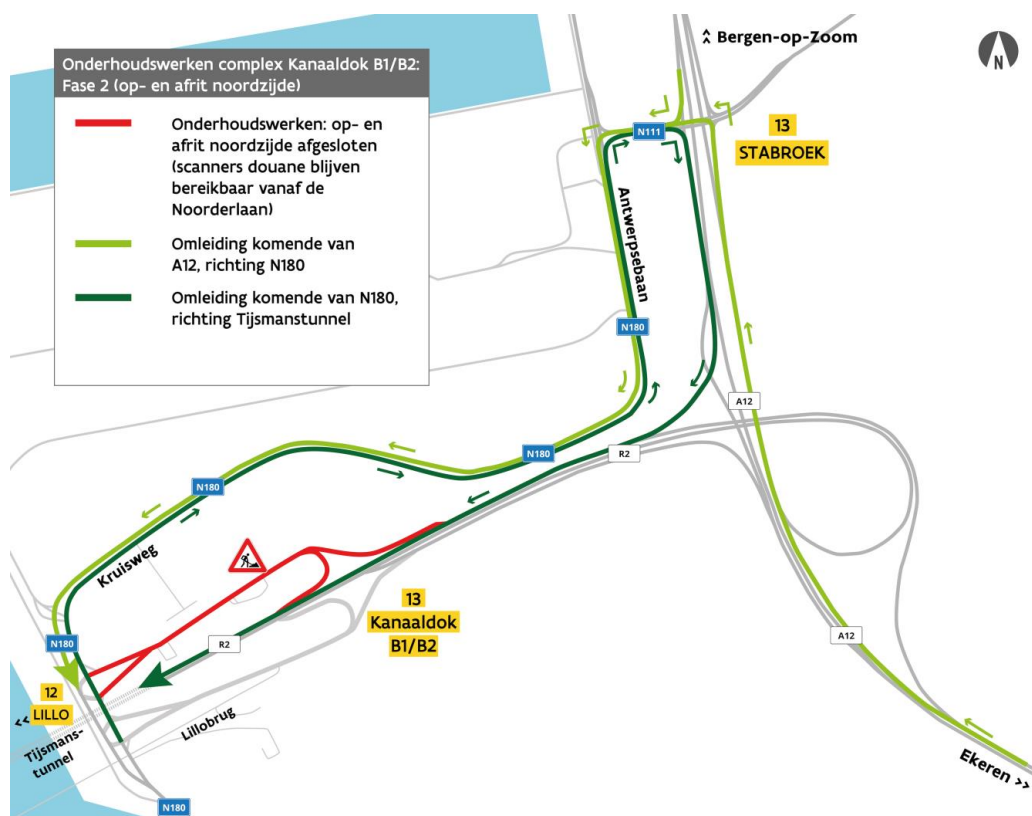 Onderhoudswerken complex Kanaaldok B1/B2:
Fase 2 (op- en afrit noordzijde)
Onderhoudswerken: op- en
afrit noordzijde afgesloten
(scanners douane blijven
bereikbaar vanaf de
Noorderlaan)
Omleiding komende van
A12, richting N180
Omleiding komende van N180,
richting Tijsmanstunnel
Bergen-op-Zoom
N
N111
13
STABROEK
Antwerpsebaan
N180
A12
N180
R2
N180
Kruisweg
13
Kanaaldok
B1/B2
A12
N180
R2
12
LILLO
<<
Tijsmans-
tunnel
Lillobrug
Ekeren >>
N180